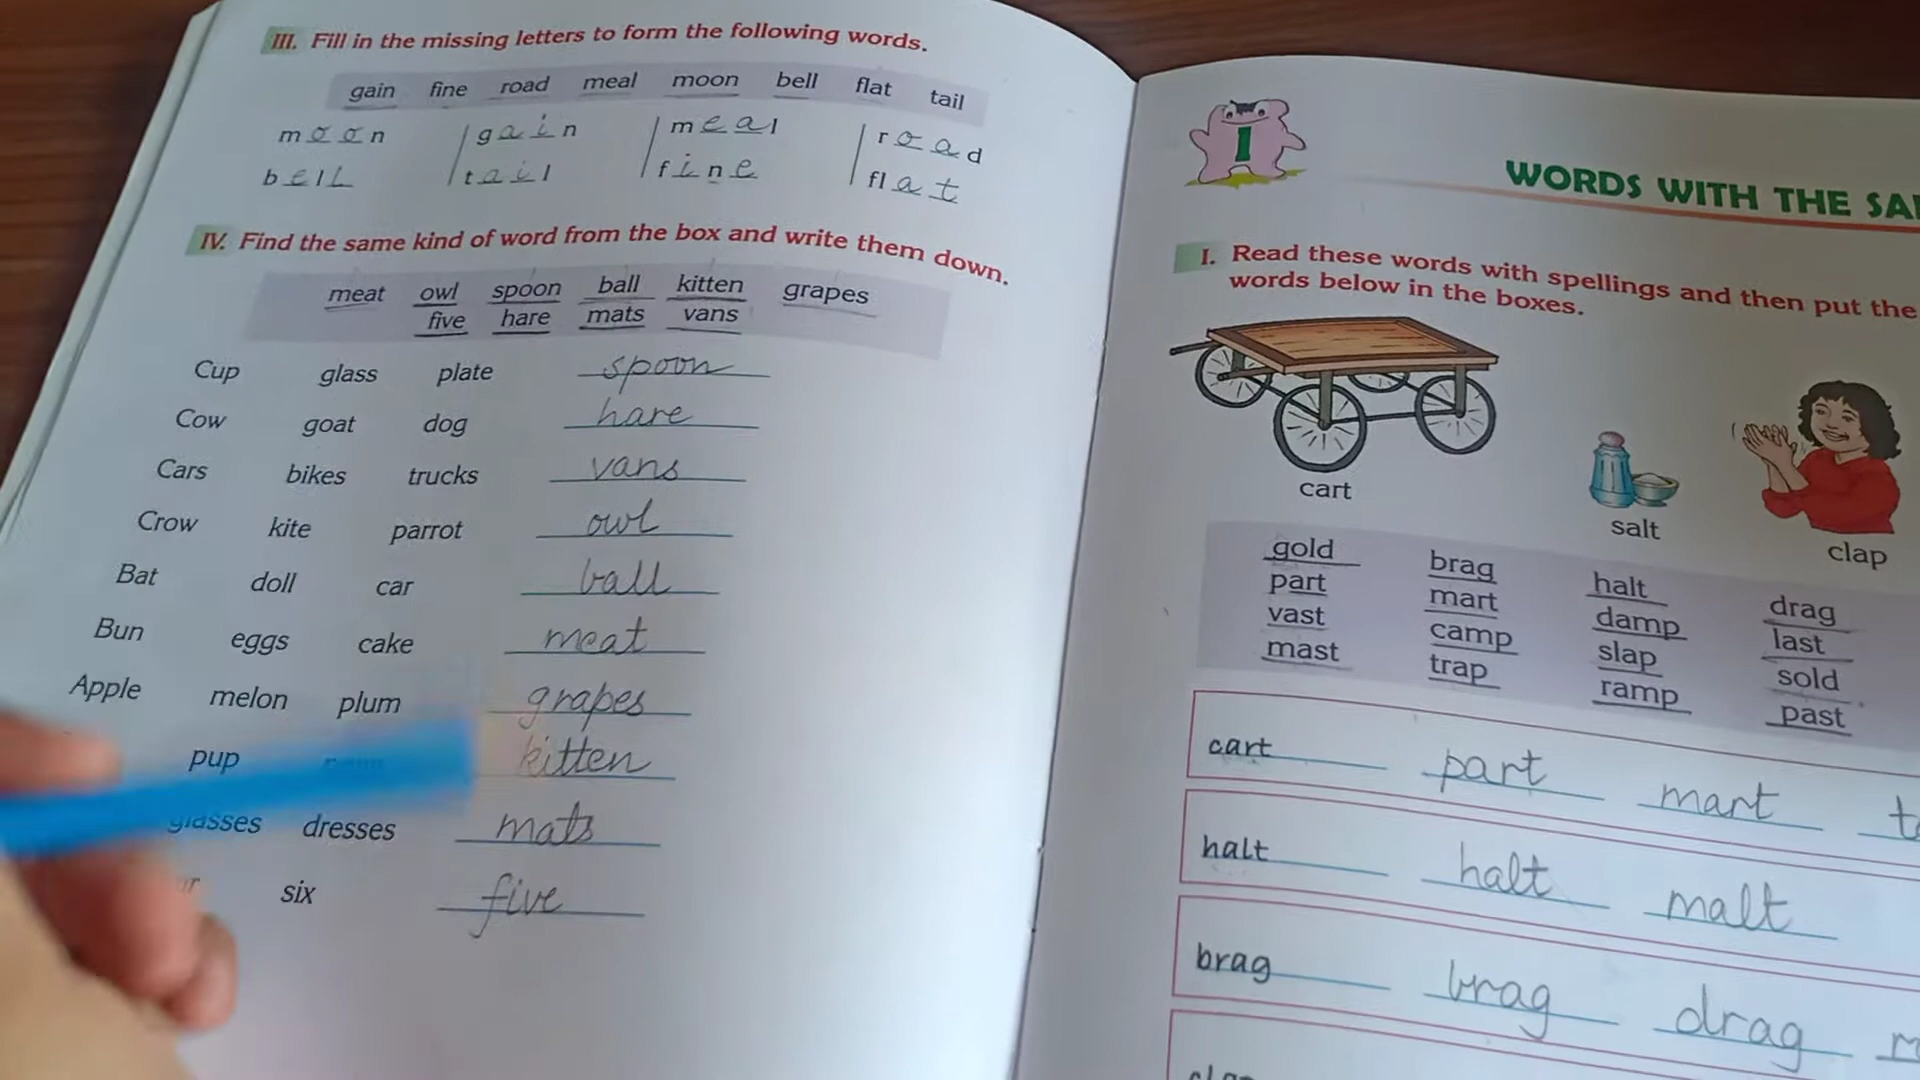 III. Fill in the missing letters to form the following words.
gain fine road meal moon bell flat tail
moon gain meal road
bell tail fine flat
IV. Find the same kind of word from the box and write them down.
meat owl spoon ball kitten grapes
five hare mats vans
Cup glass plate spoon
Cow goat dog hare
Cars bikes trucks vans
Crow kite parrot owl
Bat doll car ball
Bun eggs cake meat
Apple melon plum grapes
pup kitten
glasses dresses mats
six five
I
WORDS WITH THE SA
I. Read these words with spellings and then put the
words below in the boxes.
cart
salt
clap
gold brag halt drag
part mart damp last
vast camp slap sold
mast trap ramp past
cart part mart
halt halt malt
brag brag drag